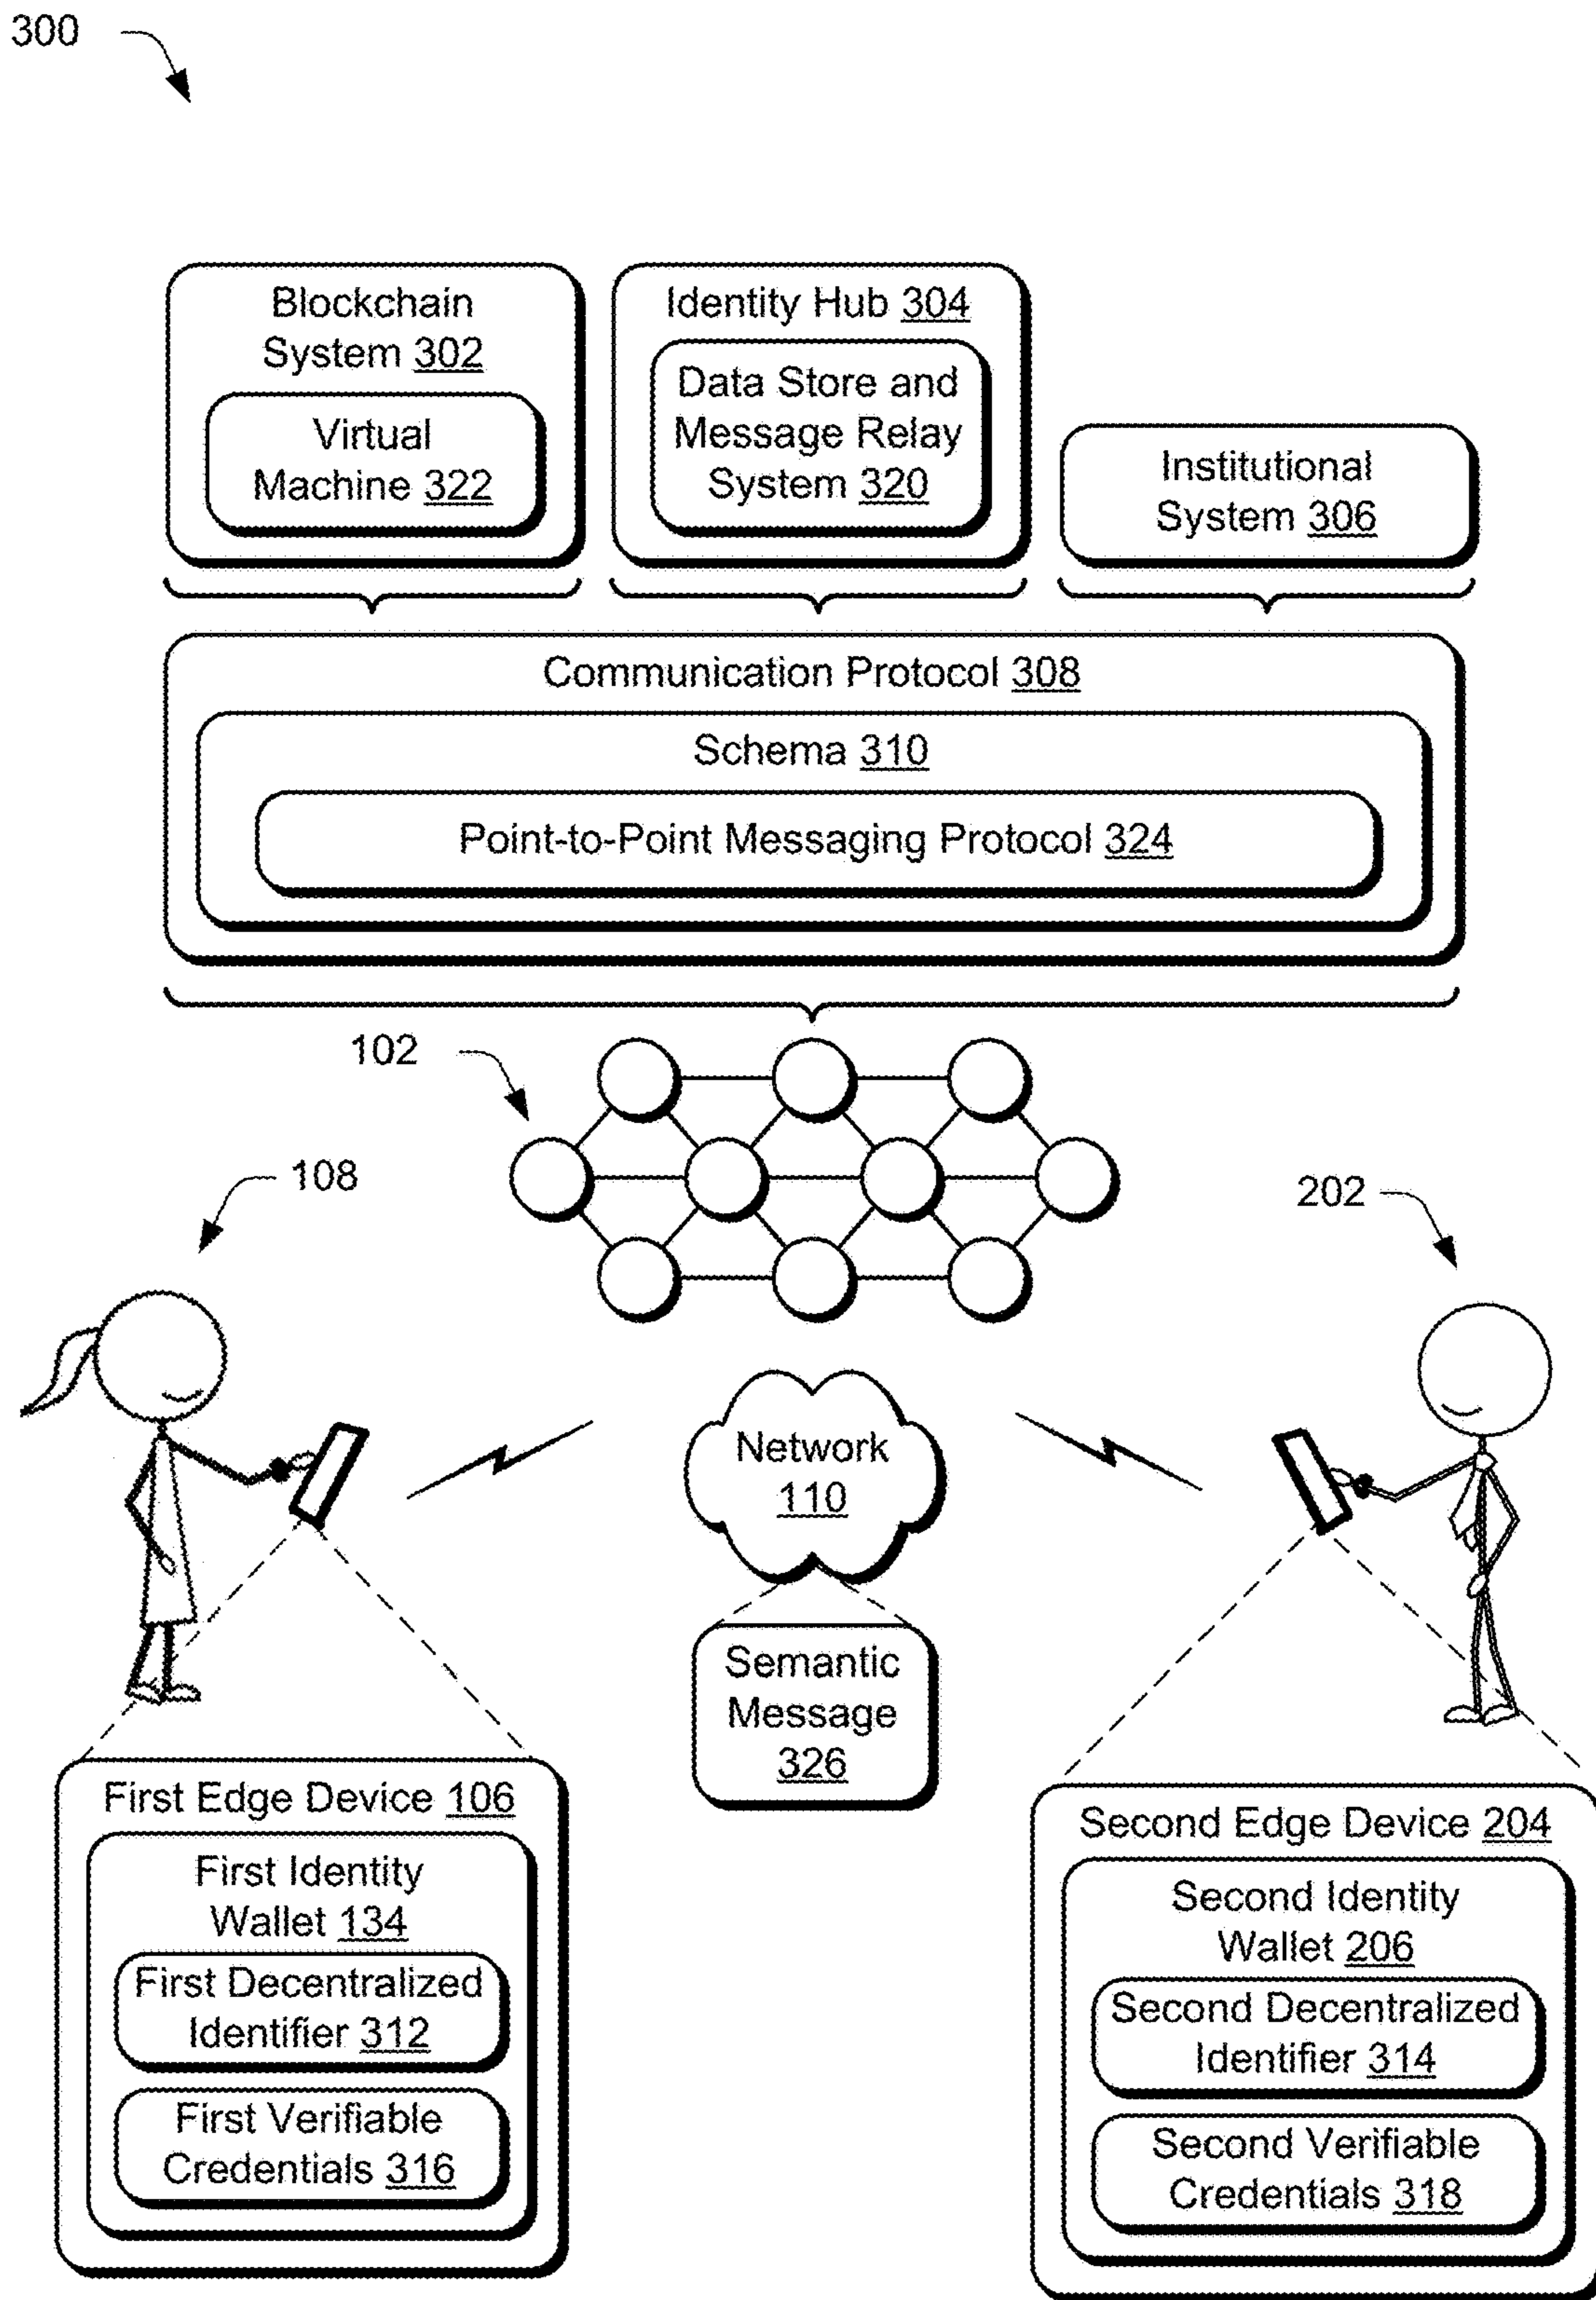 300
Blockchain
System 302
Virtual
Machine 322
Identity Hub 304
Data Store and
Message Relay
System 320
Institutional
System 306
Communication Protocol 308
Schema 310
Point-to-Point Messaging Protocol 324
102
108
202
Network
110
Semantic
Message
326
First Edge Device 106
First Identity
Wallet 134
First Decentralized
Identifier 312
First Verifiable
Credentials 316
Second Edge Device 204
Second Identity
Wallet 206
Second Decentralized
Identifier 314
Second Verifiable
Credentials 318